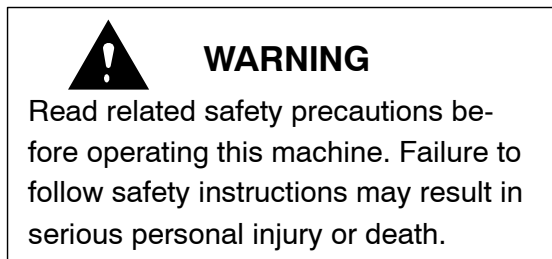 WARNING
Read related safety precautions be-
fore operating this machine. Failure to
follow safety instructions may result in
serious personal injury or death.